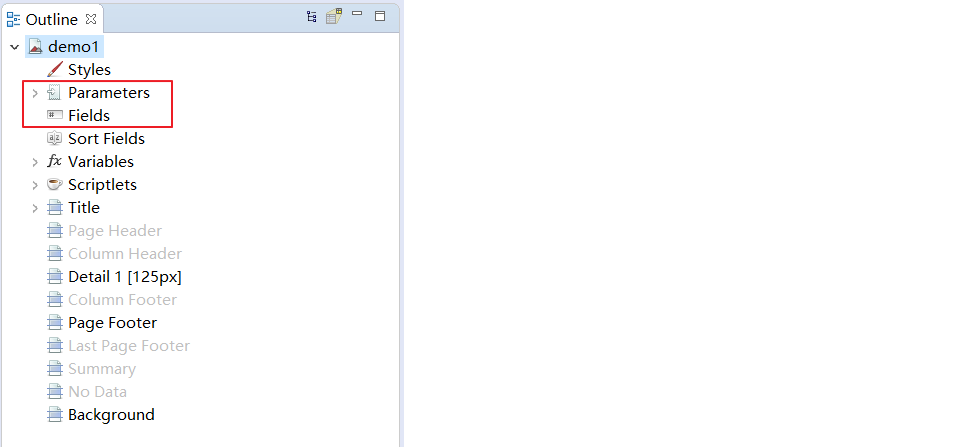 Outline
demo1
Styles
Parameters
Fields
Sort Fields
fx Variables
Scriptlets
Title
Page Header
Column Header
Detail 1 [125px]
Column Footer
Page Footer
Last Page Footer
Summary
No Data
Background